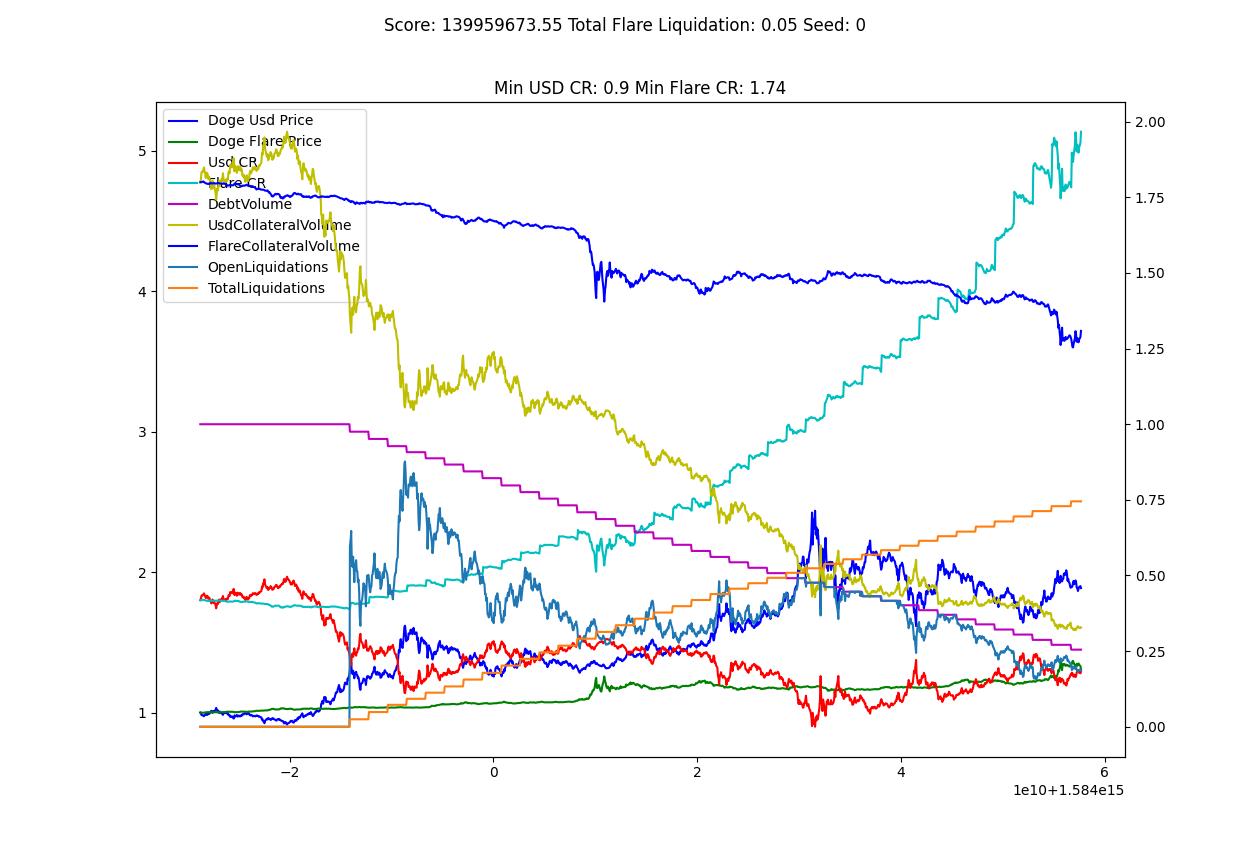 Score: 139959673.55 Total Flare Liquidation: 0.05 Seed: 0
Min USD CR: 0.9 Min Flare CR: 1.74
Doge Usd Price
Doge Flare Price
Usd CR
Flare CR
DebtVolume
UsdCollateralVolume
FlareCollateralVolume
OpenLiquidations
TotalLiquidations
5
4
3
2
1
2.00
1.75
1.50
1.25
1.00
0.75
0.50
0.25
0.00
−2
0
2
4
6
1e10+1.584e15